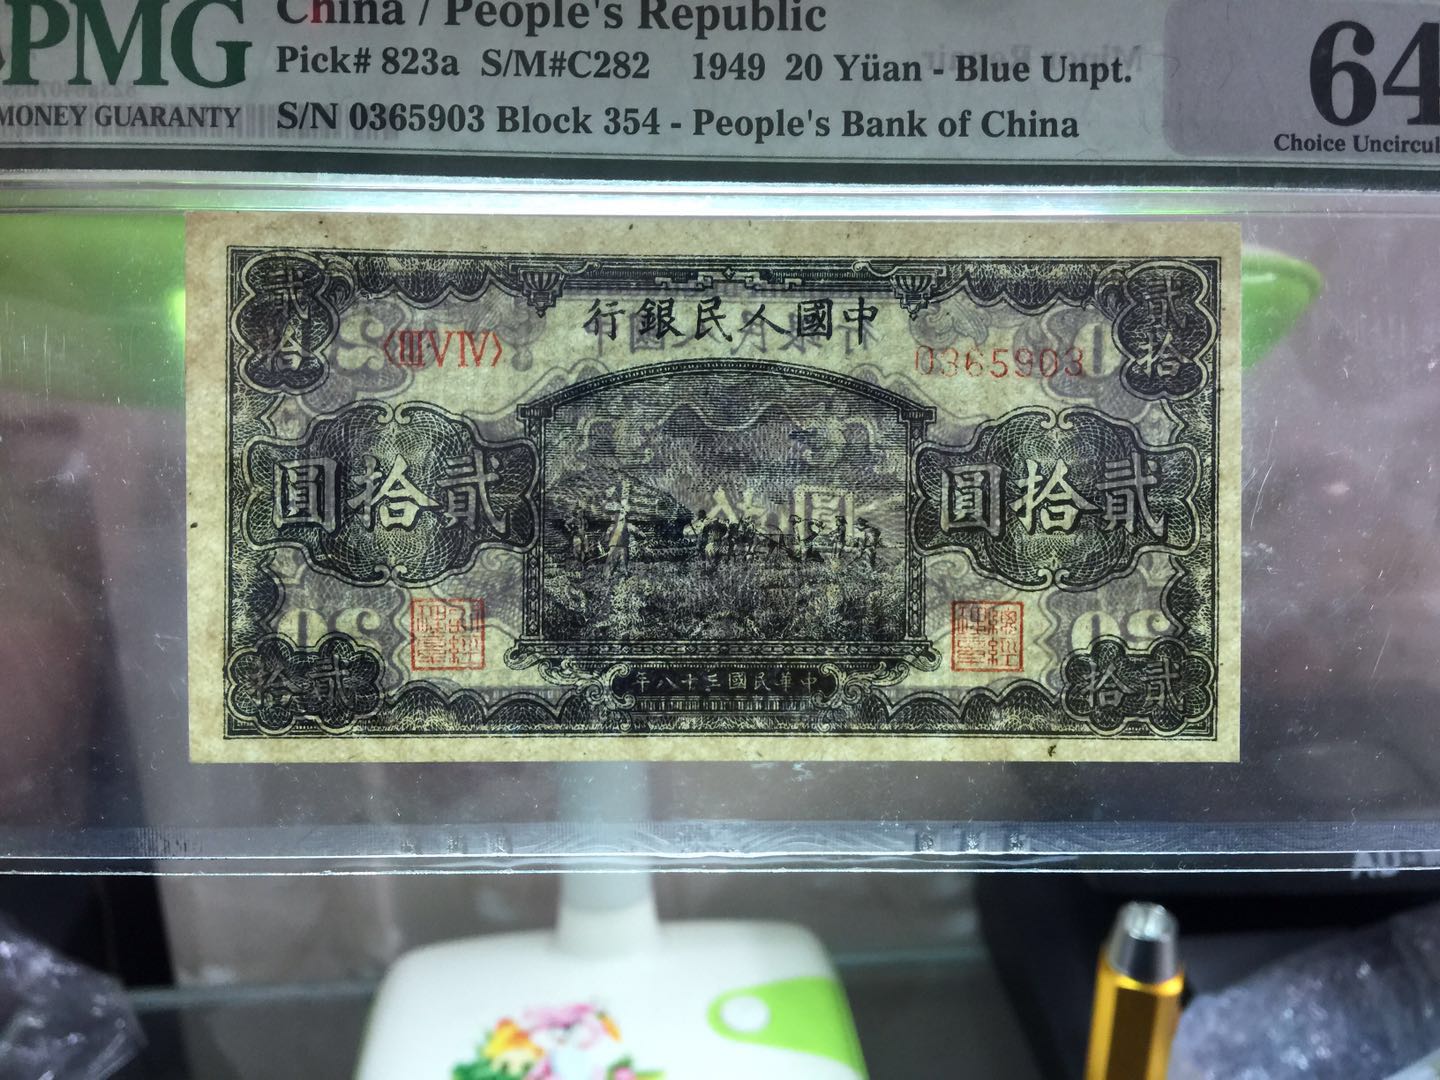 China / People's Republic
PMG
Pick# 823a S/M#C282 1949 20 Yüan - Blue Unpt.
64
MONEY GUARANTY
S/N 0365903 Block 354 - People's Bank of China
Choice Uncircul
行銀民人國中
貳拾
貳拾
〈ⅢⅤⅣ〉
0365903
圓拾貳
圓拾貳
20
20
拾貳
年八十三國民華中
拾貳